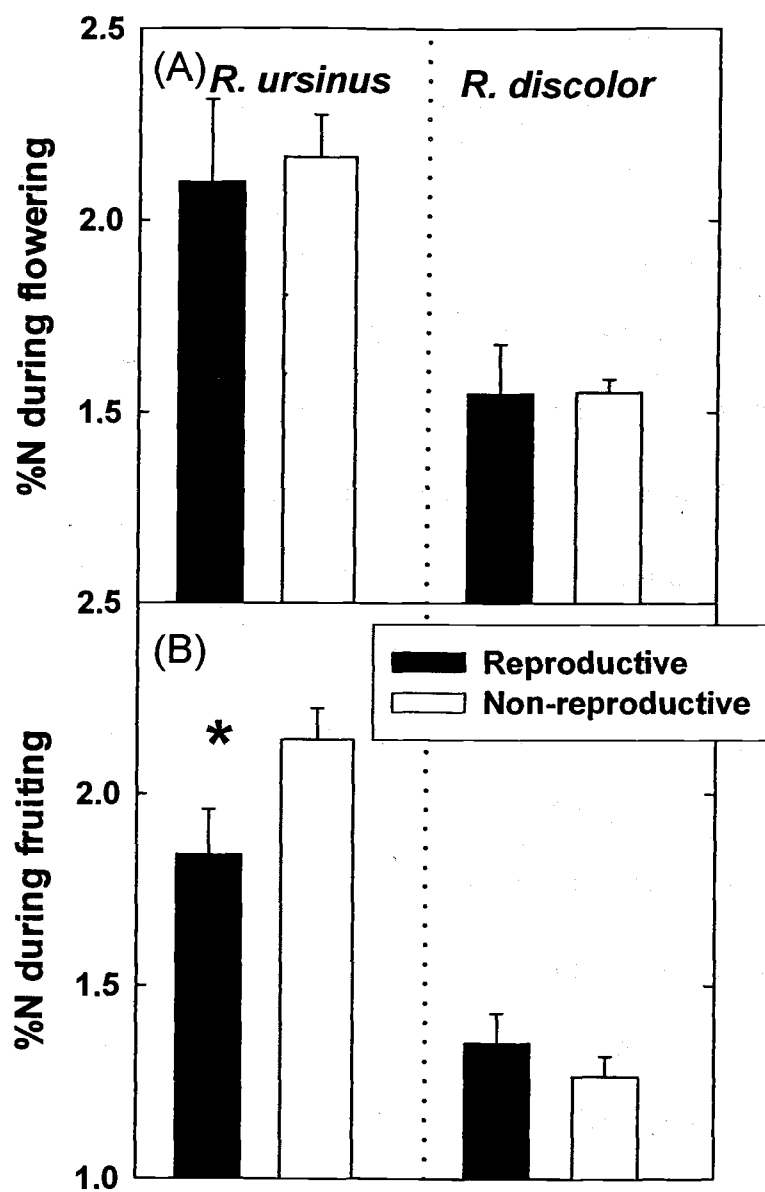 2.5
(A) R. ursinus R. discolor
2.0
%N during flowering
1.5
2.5
(B)
Reproductive
Non-reproductive
*
2.0
%N during fruiting
1.5
1.0